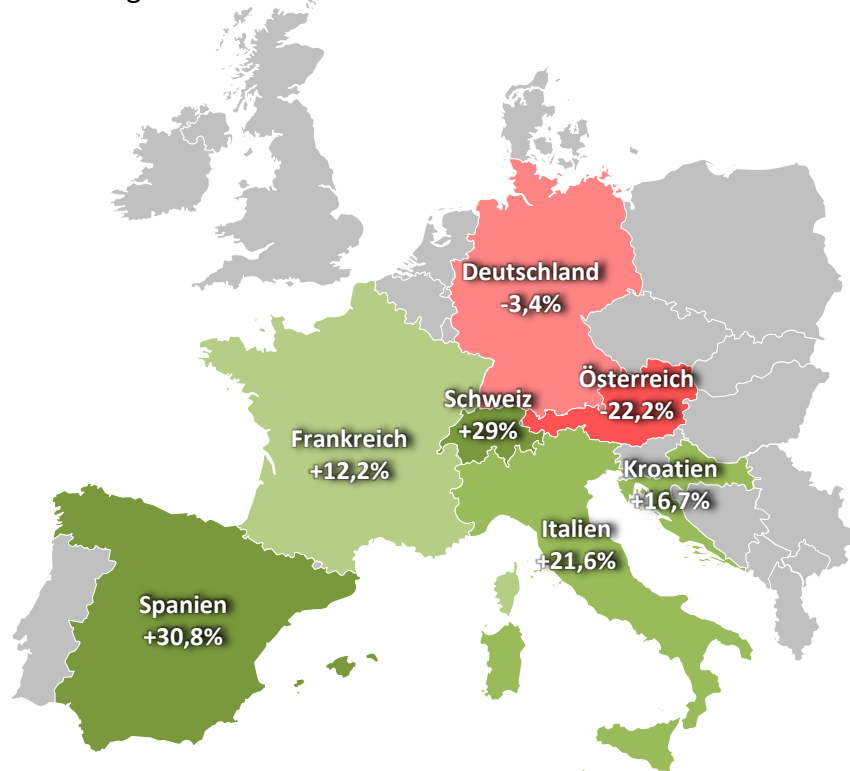 Deutschland
-3,4%
Österreich
-22,2%
Schweiz
+29%
Frankreich
+12,2%
Kroatien
+16,7%
Italien
+21,6%
Spanien
+30,8%